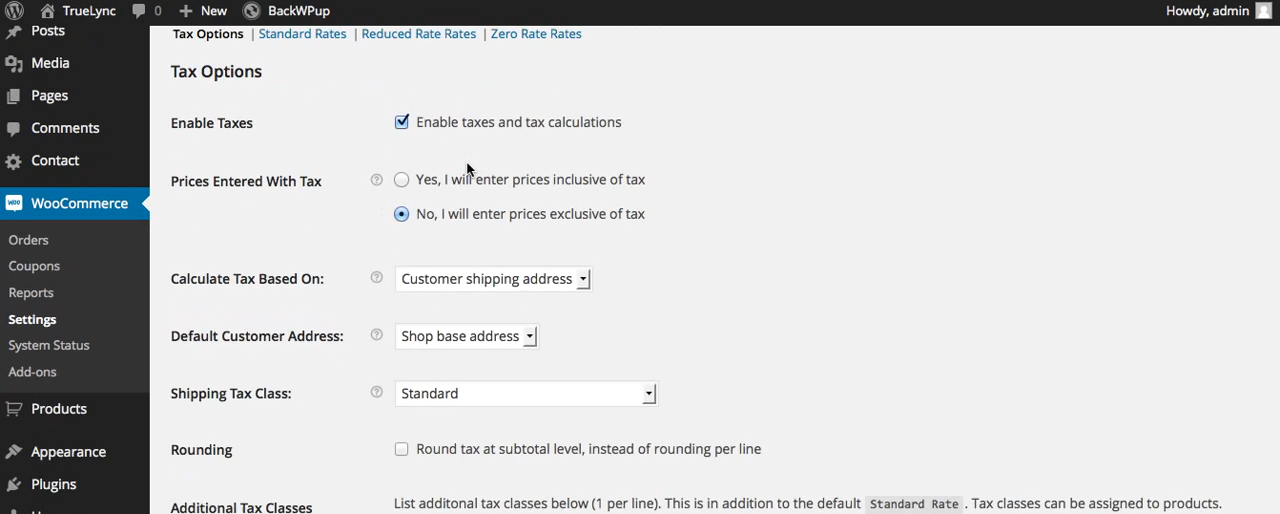 TrueLync 0 + New BackWPup Howdy, admin
Posts
Media
Pages
Comments
Contact
WOO WooCommerce
Orders
Coupons
Reports
Settings
System Status
Add-ons
Products
Appearance
Plugins
Tax Options | Standard Rates | Reduced Rate Rates | Zero Rate Rates
Tax Options
Enable Taxes Enable taxes and tax calculations
Prices Entered With Tax ? Yes, I will enter prices inclusive of tax
No, I will enter prices exclusive of tax
Calculate Tax Based On: ? Customer shipping address
Default Customer Address: ? Shop base address
Shipping Tax Class: ? Standard
Rounding Round tax at subtotal level, instead of rounding per line
Additional Tax Classes List additonal tax classes below (1 per line). This is in addition to the default Standard Rate . Tax classes can be assigned to products.